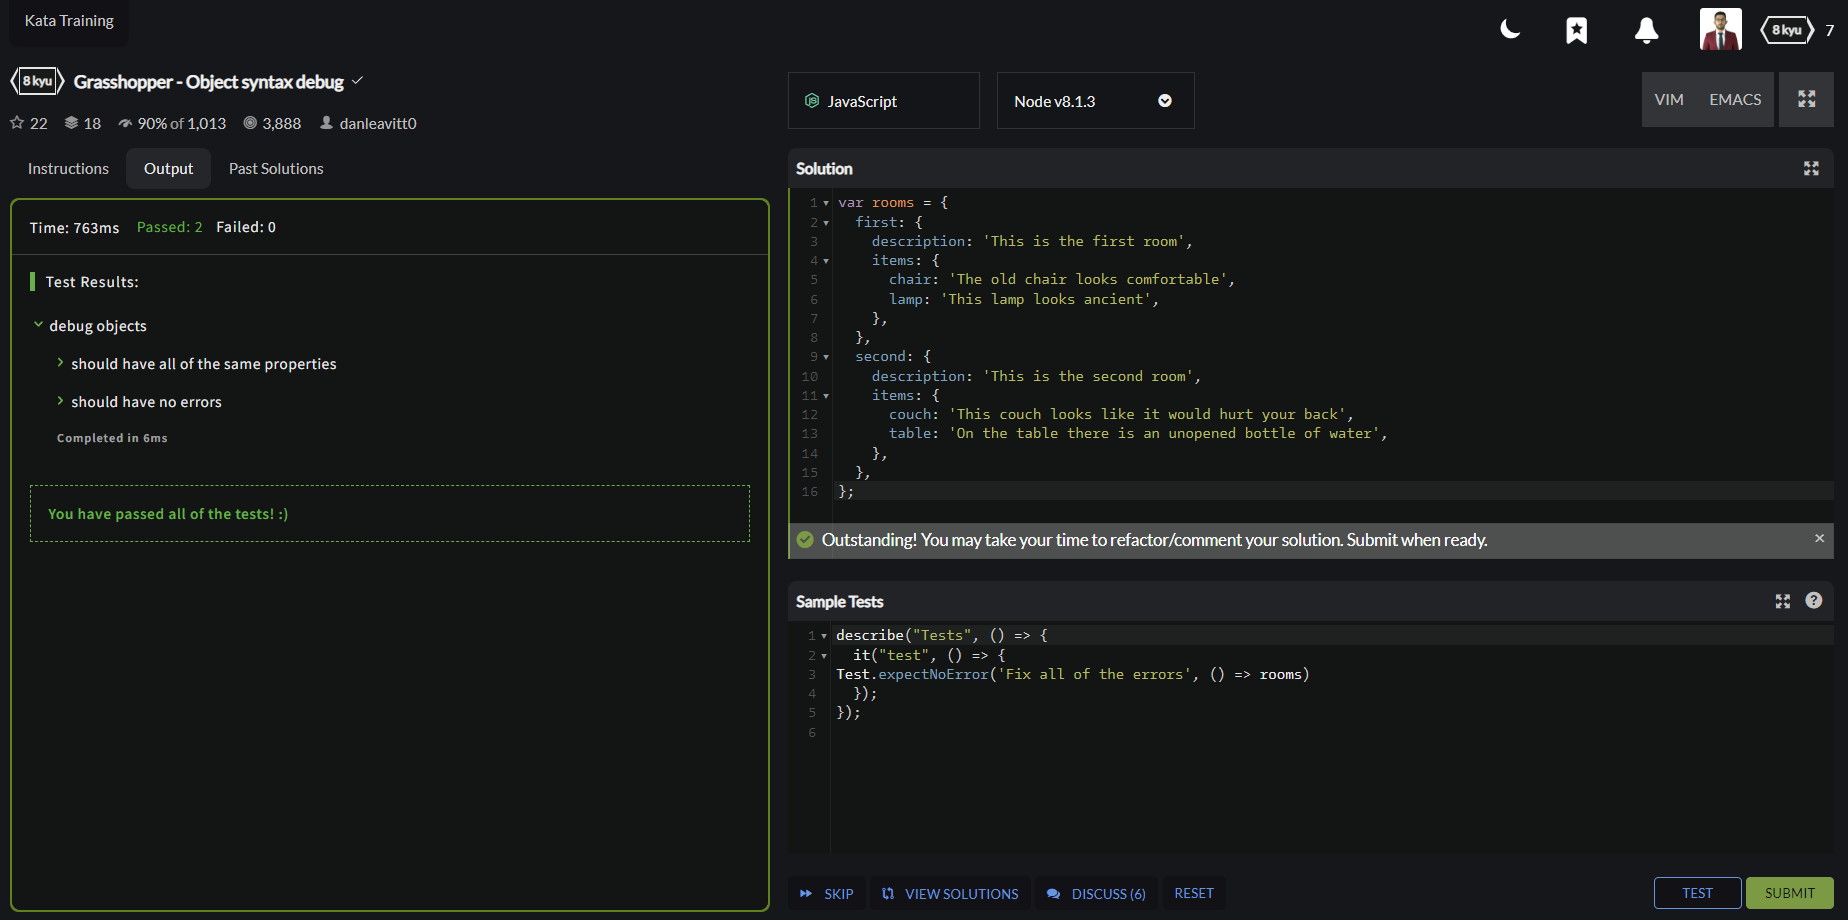 Kata Training
8 kyu
7
8 kyu Grasshopper - Object syntax debug
22 18 90% of 1,013 3,888 danleavitt0
Instructions Output Past Solutions
Time: 763ms Passed: 2 Failed: 0
Test Results:
debug objects
should have all of the same properties
should have no errors
Completed in 6ms
You have passed all of the tests! :)
JavaScript
Node v8.1.3
VIM EMACS
Solution
1 var rooms = {
2   first: {
3     description: 'This is the first room',
4     items: {
5       chair: 'The old chair looks comfortable',
6       lamp: 'This lamp looks ancient',
7     },
8   },
9   second: {
10     description: 'This is the second room',
11     items: {
12       couch: 'This couch looks like it would hurt your back',
13       table: 'On the table there is an unopened bottle of water',
14     },
15   },
16 };
Outstanding! You may take your time to refactor/comment your solution. Submit when ready.
Sample Tests
1 describe("Tests", () => {
2   it("test", () => {
3 Test.expectNoError('Fix all of the errors', () => rooms)
4   });
5 });
6
SKIP VIEW SOLUTIONS DISCUSS (6) RESET
TEST SUBMIT